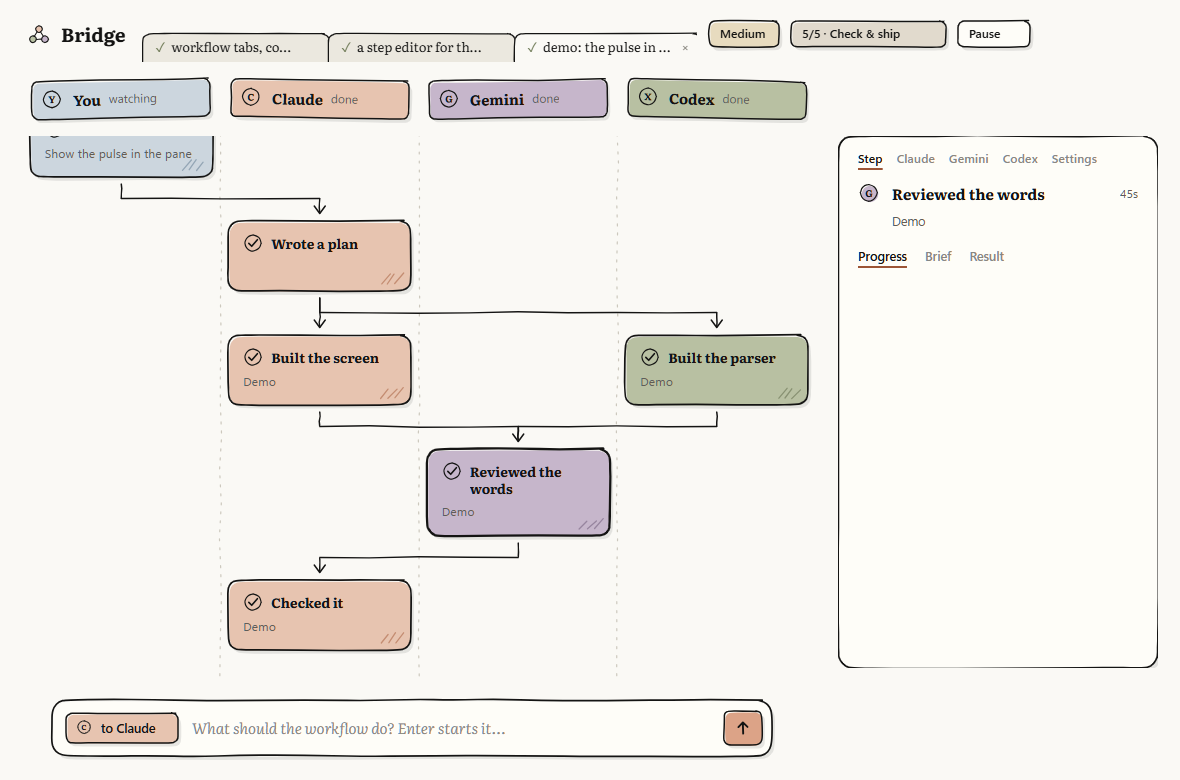 Bridge
✓ workflow tabs, co...
✓ a step editor for th...
✓ demo: the pulse in ... ×
Medium
5/5 · Check & ship
Pause
Y You watching
C Claude done
G Gemini done
X Codex done
Show the pulse in the pane
Wrote a plan
Built the screen
Demo
Built the parser
Demo
Reviewed the
words
Demo
Checked it
Demo
Step Claude Gemini Codex Settings
G Reviewed the words 45s
Demo
Progress Brief Result
C to Claude
What should the workflow do? Enter starts it...